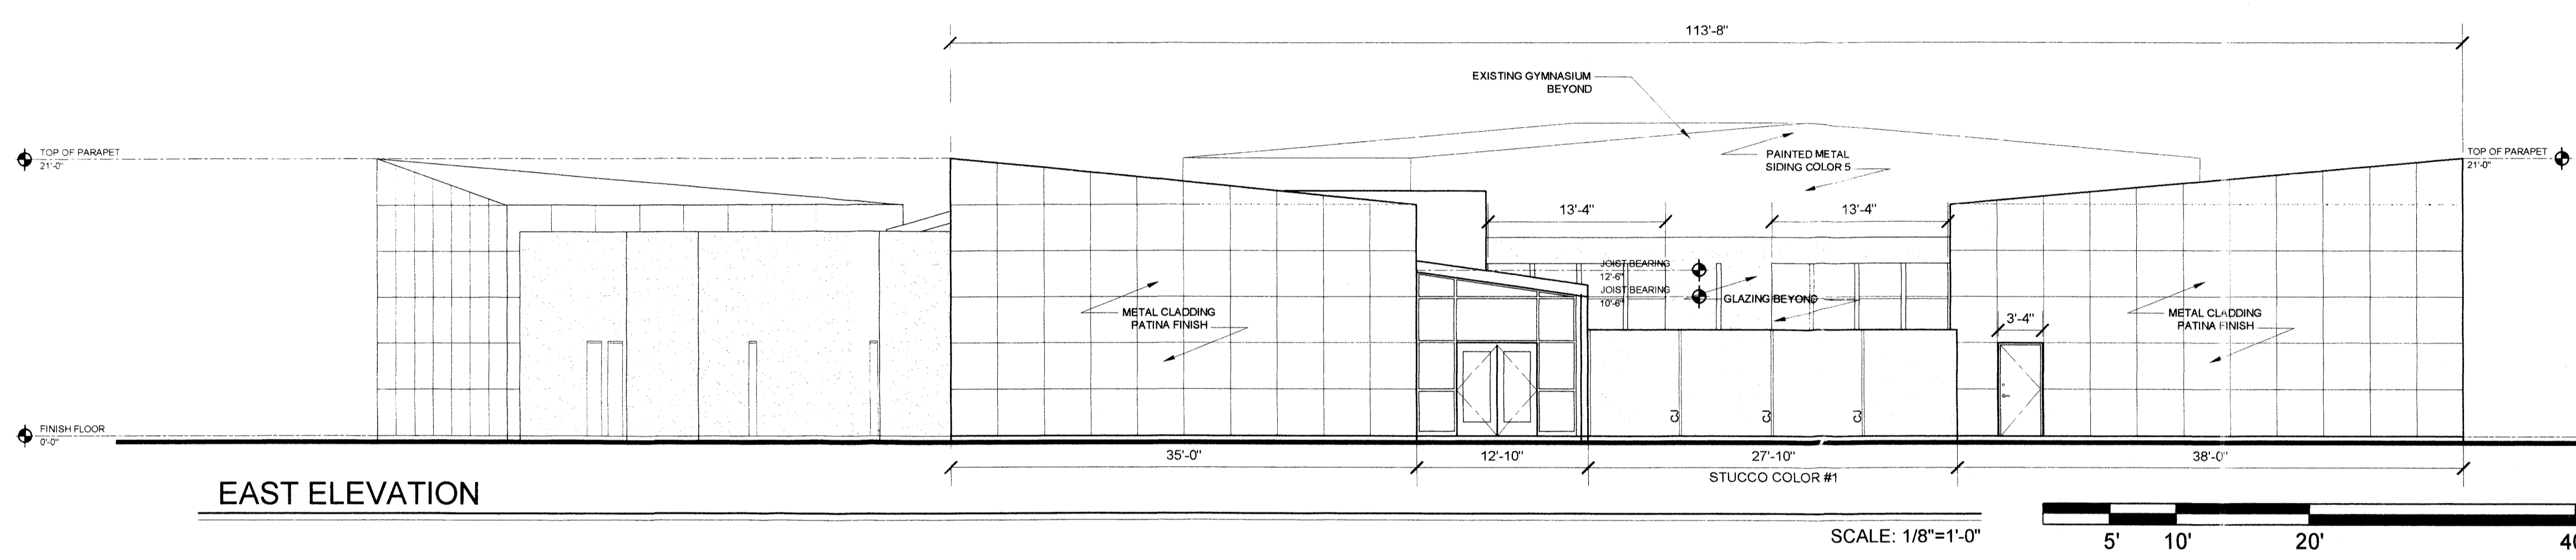 113'-8"
EXISTING GYMNASIUM
BEYOND
TOP OF PARAPET
21'-0"
PAINTED METAL
SIDING COLOR 5
TOP OF PARAPET
21'-0"
13'-4"
13'-4"
JOIST BEARING
12'-6"
JOIST BEARING
10'-6"
GLAZING BEYOND
METAL CLADDING
PATINA FINISH
3'-4"
METAL CLADDING
PATINA FINISH
CJ
CJ
CJ
FINISH FLOOR
0'-0"
35'-0"
12'-10"
27'-10"
38'-0"
STUCCO COLOR #1
EAST ELEVATION
SCALE: 1/8"=1'-0"
5'
10'
20'